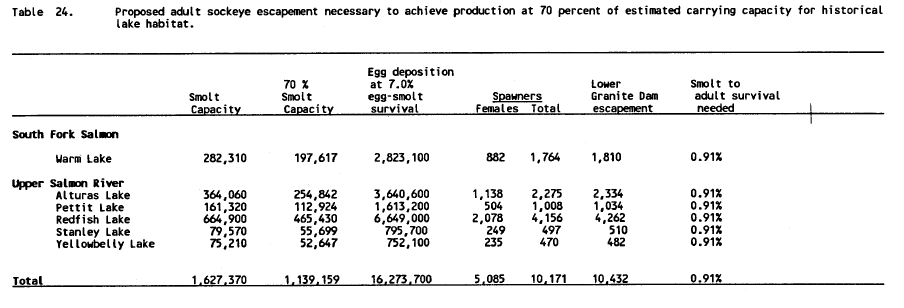 Table 24. Proposed adult sockeye escapement necessary to achieve production at 70 percent of estimated carrying capacity for historical
lake habitat.
Egg deposition
70 % at 7.0% Lower Smolt to
Smolt Smolt egg-smolt Spawners Granite Dam adult survival
Capacity Capacity survival Females Total escapement needed
South Fork Salmon
Warm Lake 282,310 197,617 2,823,100 882 1,764 1,810 0.91%
Upper Salmon River
Alturas Lake 364,060 254,842 3,640,600 1,138 2,275 2,334 0.91%
Pettit Lake 161,320 112,924 1,613,200 504 1,008 1,034 0.91%
Redfish Lake 664,900 465,430 6,649,000 2,078 4,156 4,262 0.91%
Stanley Lake 79,570 55,699 795,700 249 497 510 0.91%
Yellowbelly Lake 75,210 52,647 752,100 235 470 482 0.91%
Total 1,627,370 1,139,159 16,273,700 5,085 10,171 10,432 0.91%